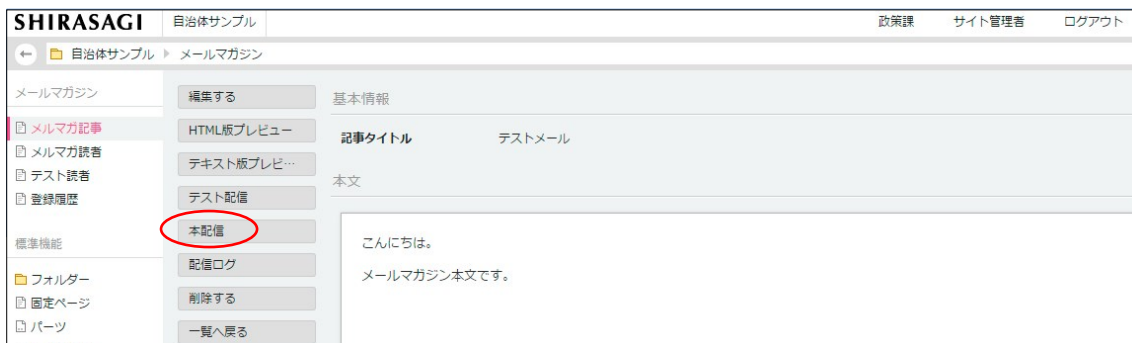 SHIRASAGI 自治体サンプル 政策課 サイト管理者 ログアウト
自治体サンプル メールマガジン
メールマガジン
メルマガ記事
メルマガ読者
テスト読者
登録履歴
標準機能
フォルダー
固定ページ
パーツ
編集する
HTML版プレビュー
テキスト版プレビ…
テスト配信
本配信
配信ログ
削除する
一覧へ戻る
基本情報
記事タイトル テストメール
本文
こんにちは。
メールマガジン本文です。